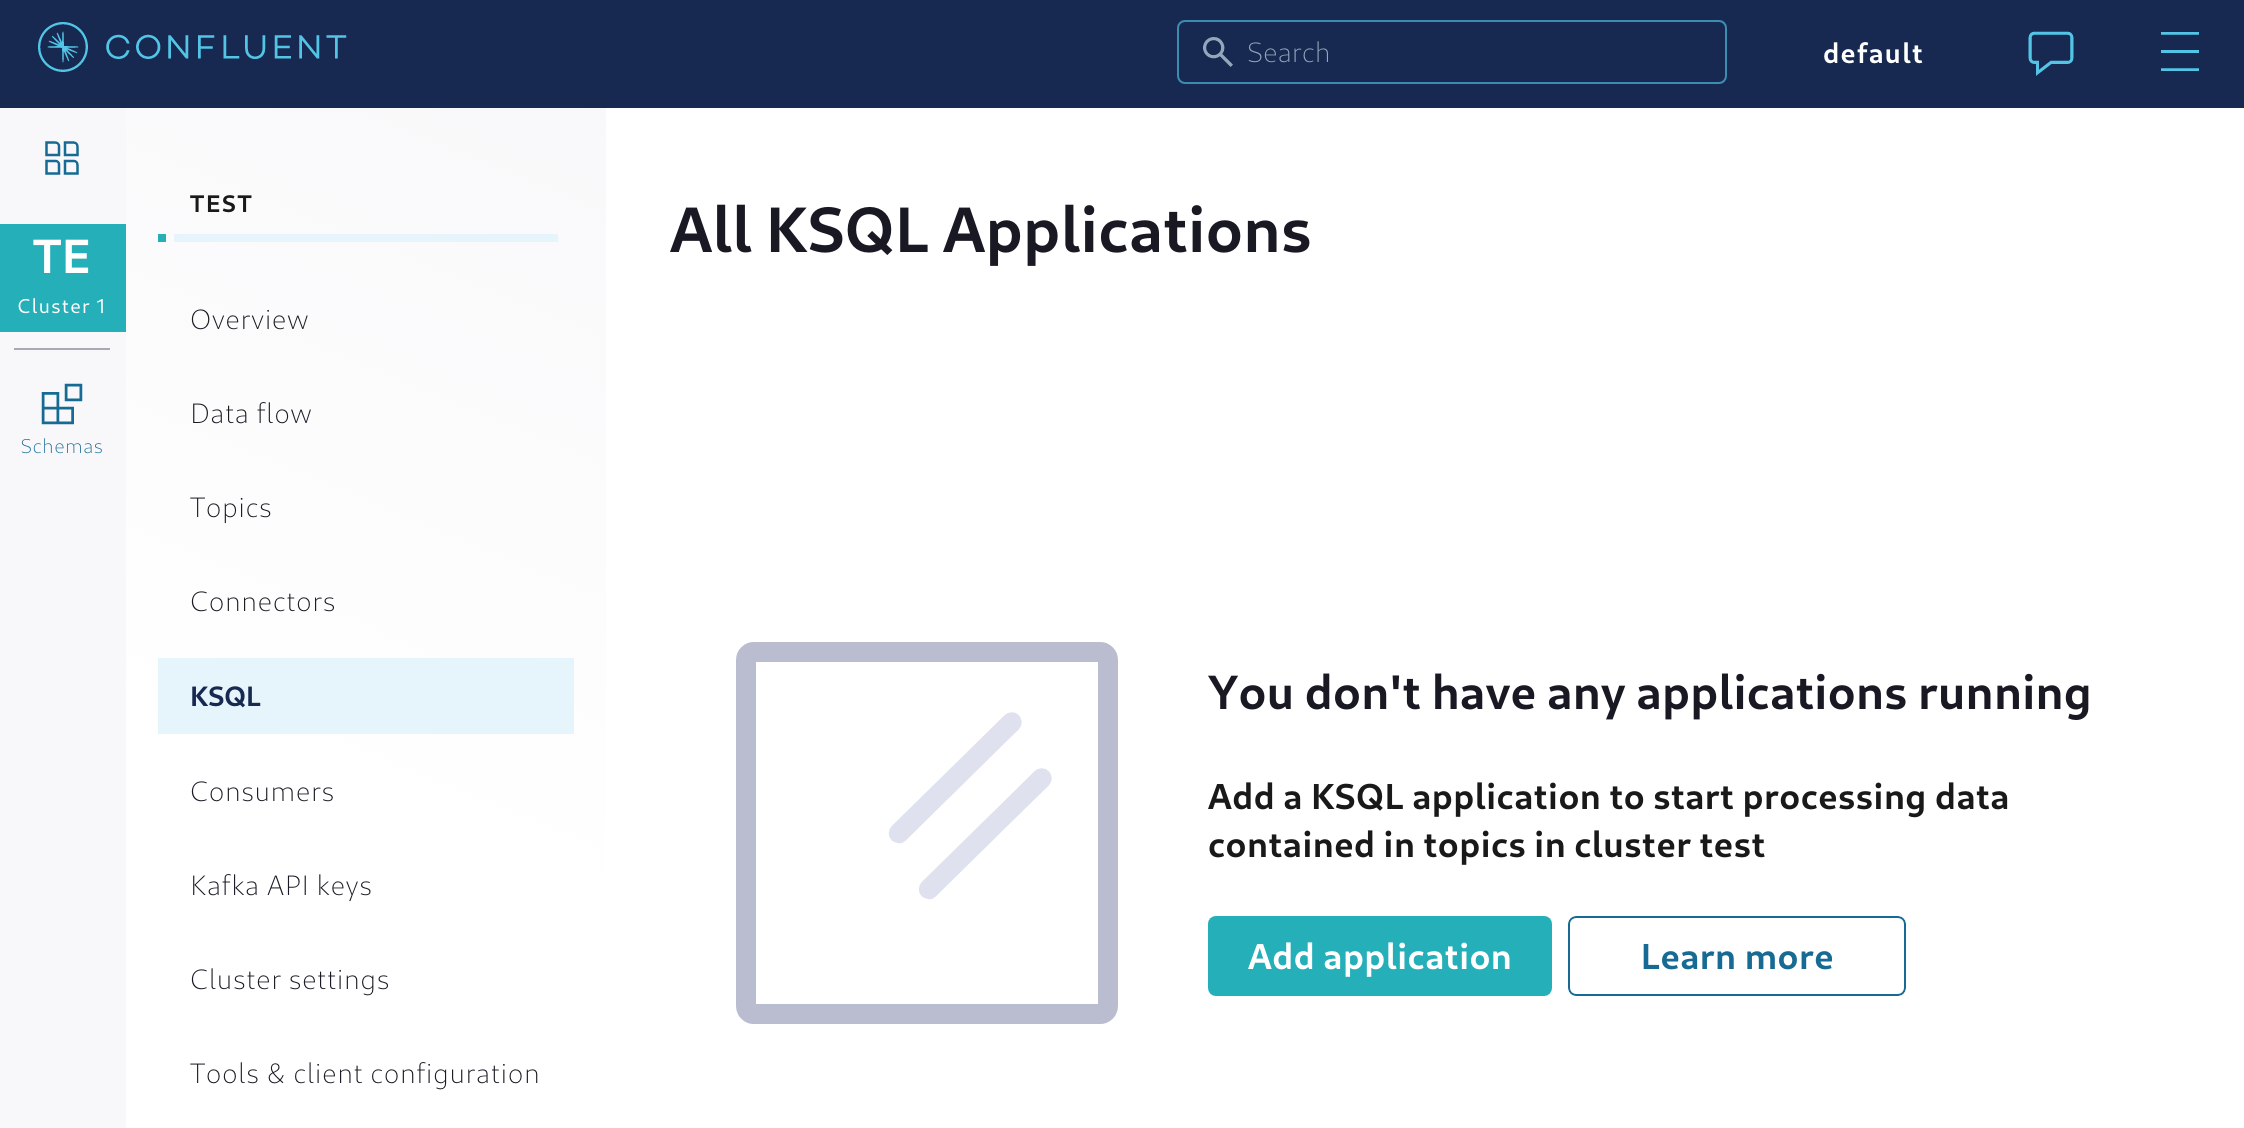 CONFLUENT
Search
default
TE
Cluster 1
Schemas
TEST
Overview
Data flow
Topics
Connectors
KSQL
Consumers
Kafka API keys
Cluster settings
Tools & client configuration
All KSQL Applications
You don't have any applications running
Add a KSQL application to start processing data
contained in topics in cluster test
Add application
Learn more